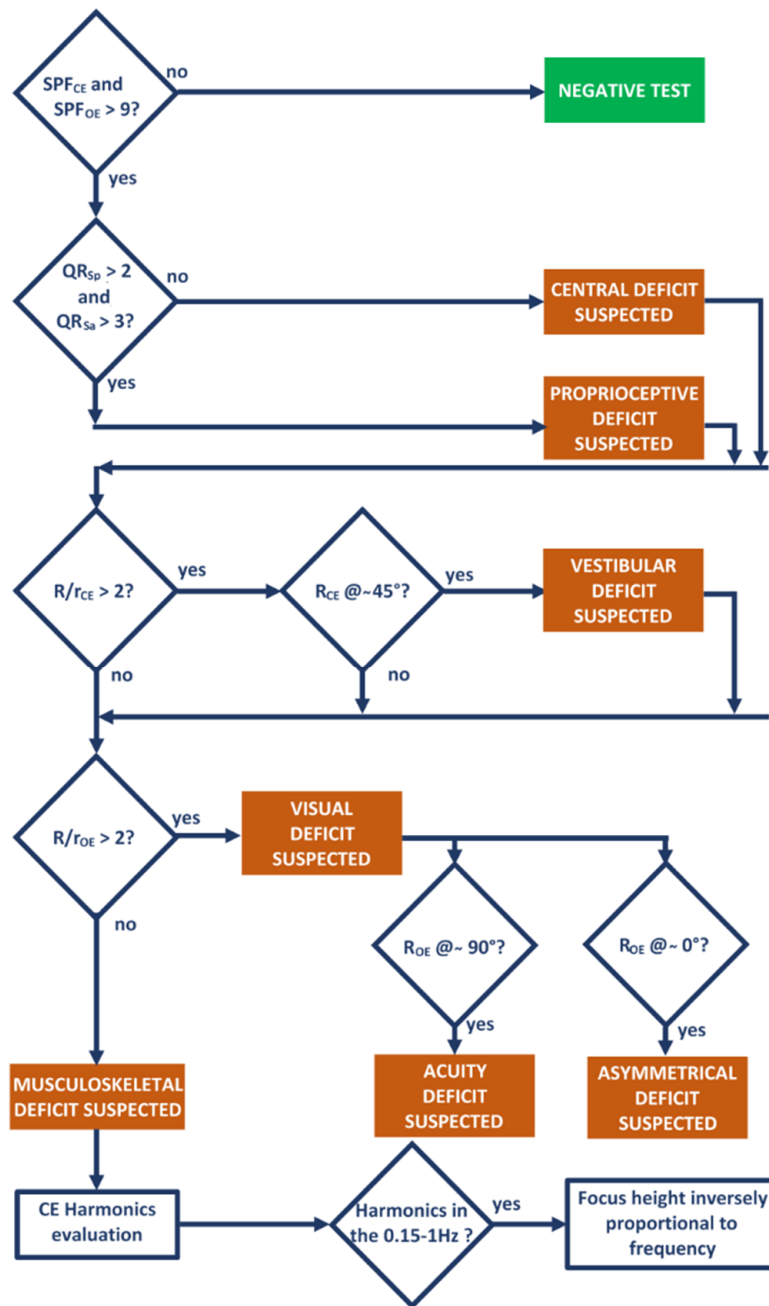 SPFCE and
SPFOE > 9?
no
NEGATIVE TEST
yes
QRSp > 2
and
QRSa > 3?
no
CENTRAL DEFICIT
SUSPECTED
yes
PROPRIOCEPTIVE
DEFICIT
SUSPECTED
R/rCE > 2?
yes
RCE @~45°?
yes
VESTIBULAR
DEFICIT
SUSPECTED
no
no
R/rOE > 2?
yes
VISUAL
DEFICIT
SUSPECTED
no
ROE @~ 90°?
ROE @~ 0°?
yes
yes
MUSCULOSKELETAL
DEFICIT SUSPECTED
ACUITY
DEFICIT
SUSPECTED
ASYMMETRICAL
DEFICIT
SUSPECTED
CE Harmonics
evaluation
Harmonics in
the 0.15-1Hz ?
yes
Focus height inversely
proportional to
frequency